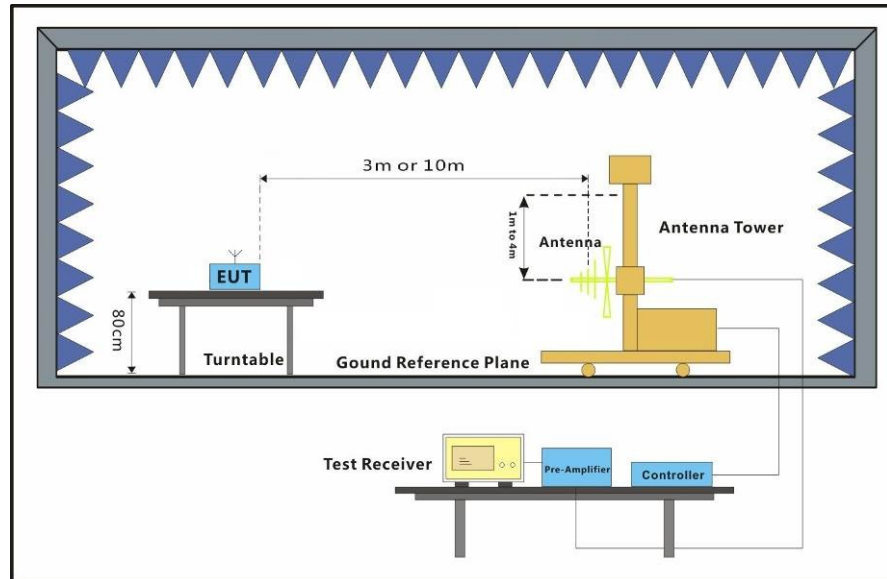 3m or 10m
1m to 4m
Antenna
Antenna Tower
EUT
80cm
Turntable
Gound Reference Plane
Test Receiver
Pre-Amplifier
Controller